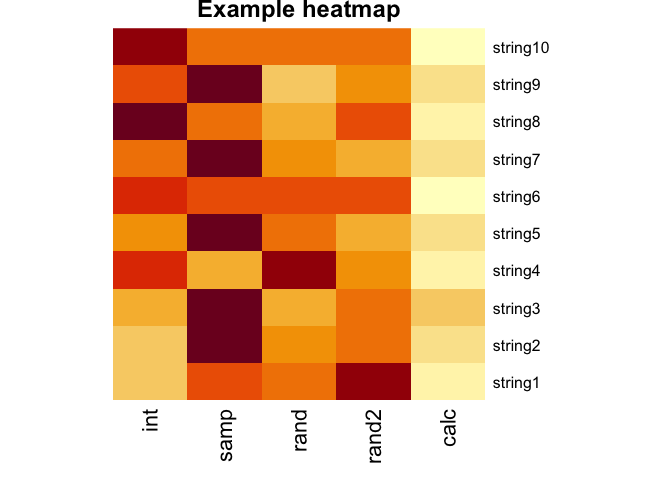 Example heatmap
string10
string9
string8
string7
string6
string5
string4
string3
string2
string1
int
samp
rand
rand2
calc